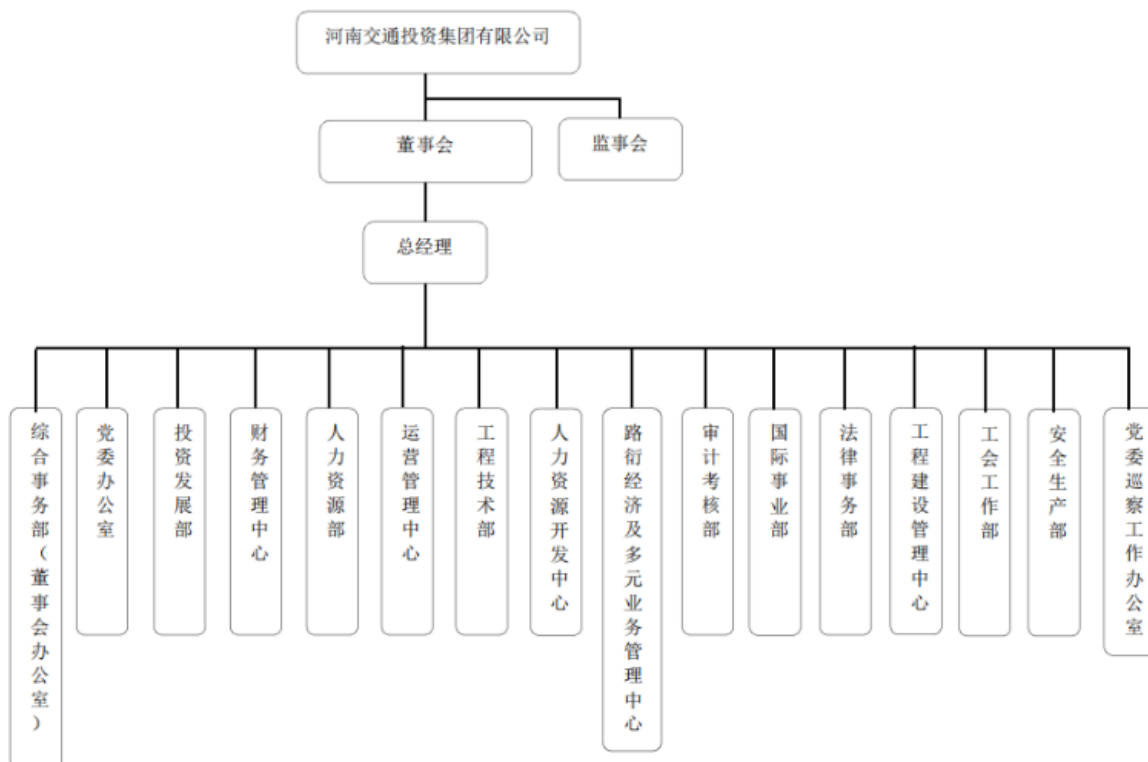 河南交通投资集团有限公司
董事会
监事会
总经理
综合事务部（董事会办公室）
党委办公室
投资发展部
财务管理中心
人力资源部
运营管理中心
工程技术部
人力资源开发中心
路衍经济及多元业务管理中心
审计考核部
国际事业部
法律事务部
工程建设管理中心
工会工作部
安全生产部
党委巡察工作办公室